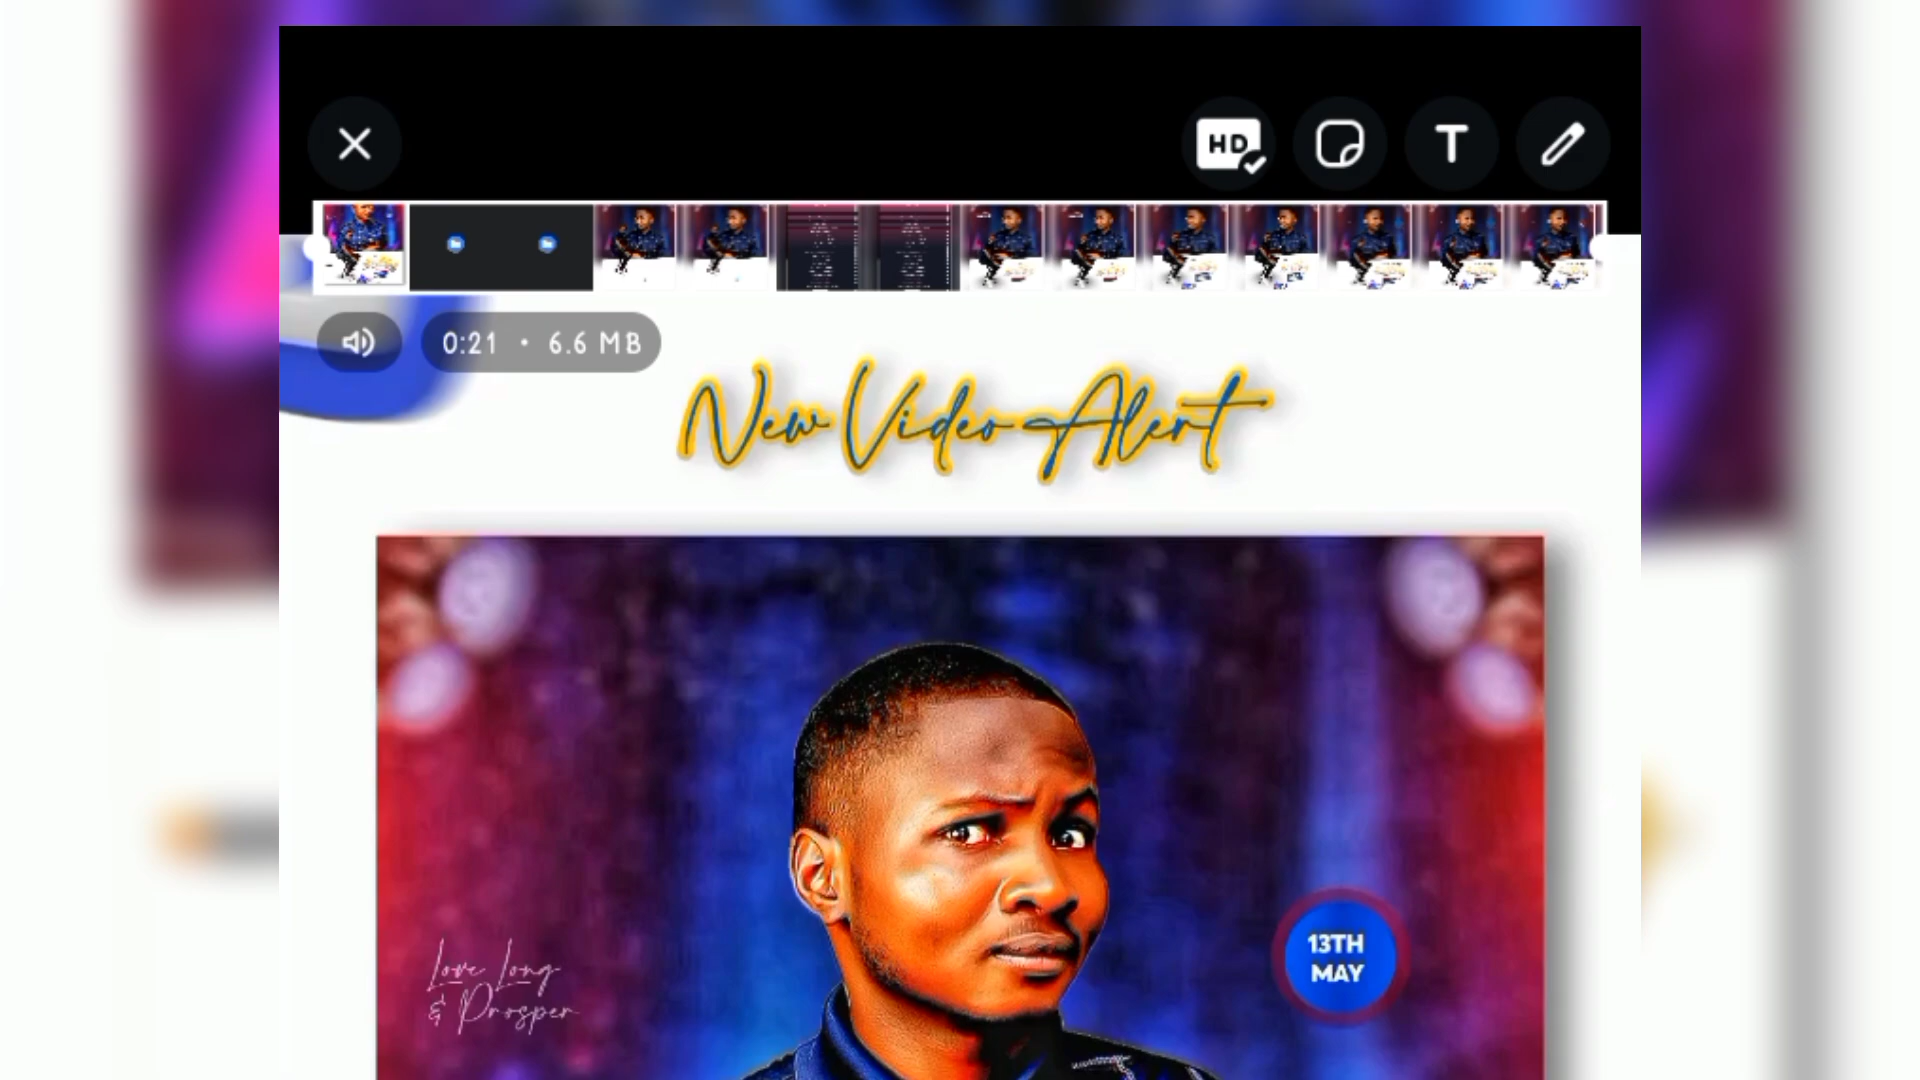 HD
T
0:21 • 6.6 MB
New Video Alert
Love Long
& Prosper
13TH
MAY